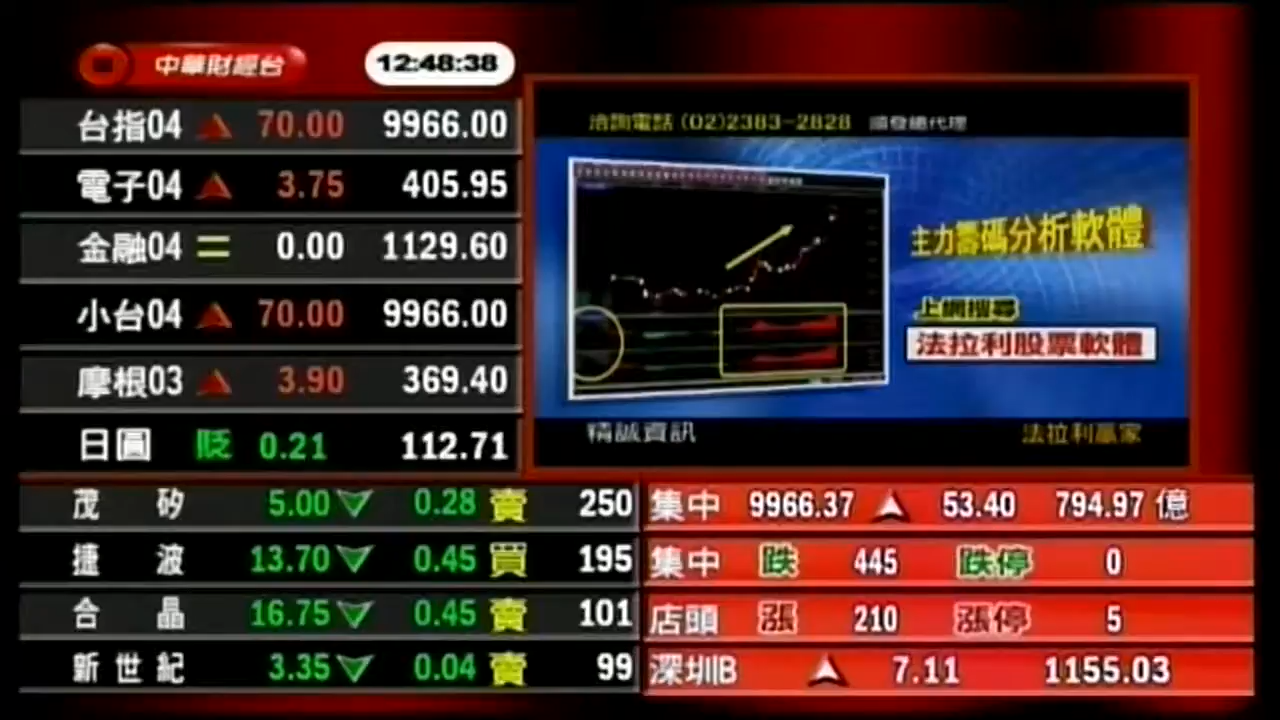 中華財經台 12:48:38
台指04 ▲ 70.00 9966.00
電子04 ▲ 3.75 405.95
金融04 = 0.00 1129.60
小台04 ▲ 70.00 9966.00
摩根03 ▲ 3.90 369.40
日圓 貶 0.21 112.71
洽詢電話 (02)2383-2828 順發總代理
主力籌碼分析軟體
上網搜尋
法拉利股票軟體
精誠資訊 法拉利贏家
茂矽 5.00 ▼ 0.28 賣 250
捷波 13.70 ▼ 0.45 買 195
合晶 16.75 ▼ 0.45 賣 101
新世紀 3.35 ▼ 0.04 賣 99
集中 9966.37 ▲ 53.40 794.97 億
集中 跌 445 跌停 0
店頭 漲 210 漲停 5
深圳B ▲ 7.11 1155.03